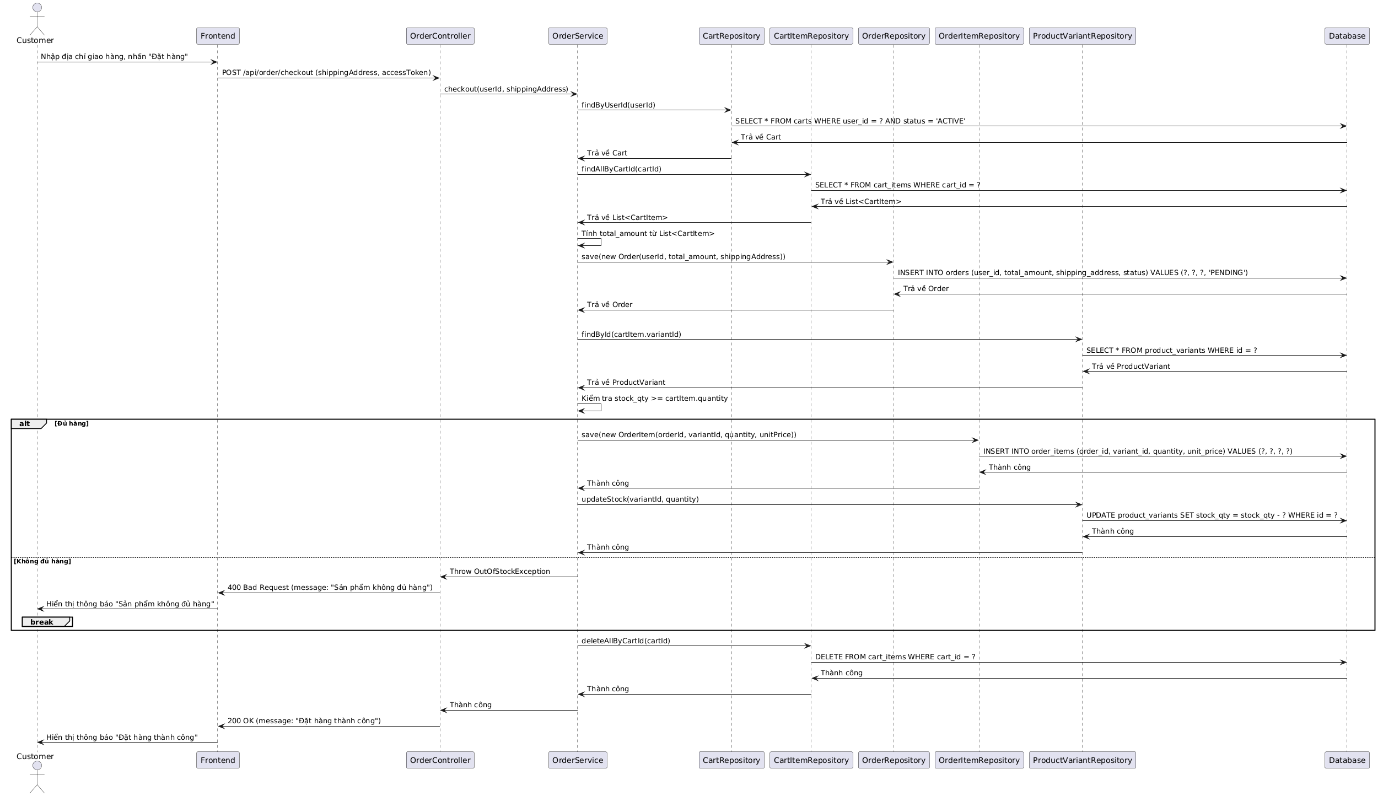 Customer
Frontend
OrderController
OrderService
CartRepository
CartItemRepository
OrderRepository
OrderItemRepository
ProductVariantRepository
Database
Nhập địa chỉ giao hàng, nhấn "Đặt hàng"
POST /api/order/checkout (shippingAddress, accessToken)
checkout(userId, shippingAddress)
findByUserId(userId)
SELECT * FROM carts WHERE user_id = ? AND status = 'ACTIVE'
Trả về Cart
Trả về Cart
findAllByCartId(cartId)
SELECT * FROM cart_items WHERE cart_id = ?
Trả về List<CartItem>
Trả về List<CartItem>
Tính total_amount từ List<CartItem>
save(new Order(userId, total_amount, shippingAddress))
INSERT INTO orders (user_id, total_amount, shipping_address, status) VALUES (?, ?, ?, 'PENDING')
Trả về Order
Trả về Order
findById(cartItem.variantId)
SELECT * FROM product_variants WHERE id = ?
Trả về ProductVariant
Trả về ProductVariant
Kiểm tra stock_qty >= cartItem.quantity
alt [Đủ hàng]
save(new OrderItem(orderId, variantId, quantity, unitPrice))
INSERT INTO order_items (order_id, variant_id, quantity, unit_price) VALUES (?, ?, ?, ?)
Thành công
Thành công
updateStock(variantId, quantity)
UPDATE product_variants SET stock_qty = stock_qty - ? WHERE id = ?
Thành công
Thành công
[Không đủ hàng]
Throw OutOfStockException
400 Bad Request (message: "Sản phẩm không đủ hàng")
Hiển thị thông báo "Sản phẩm không đủ hàng"
break
deleteAllByCartId(cartId)
DELETE FROM cart_items WHERE cart_id = ?
Thành công
Thành công
Thành công
200 OK (message: "Đặt hàng thành công")
Hiển thị thông báo "Đặt hàng thành công"
Customer
Frontend
OrderController
OrderService
CartRepository
CartItemRepository
OrderRepository
OrderItemRepository
ProductVariantRepository
Database